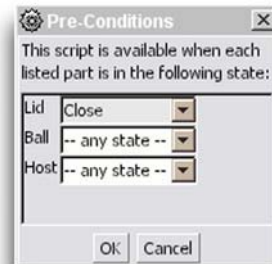 Pre-Conditions
This script is available when each
listed part is in the following state:
Lid Close
Ball -- any state --
Host -- any state --
OK Cancel